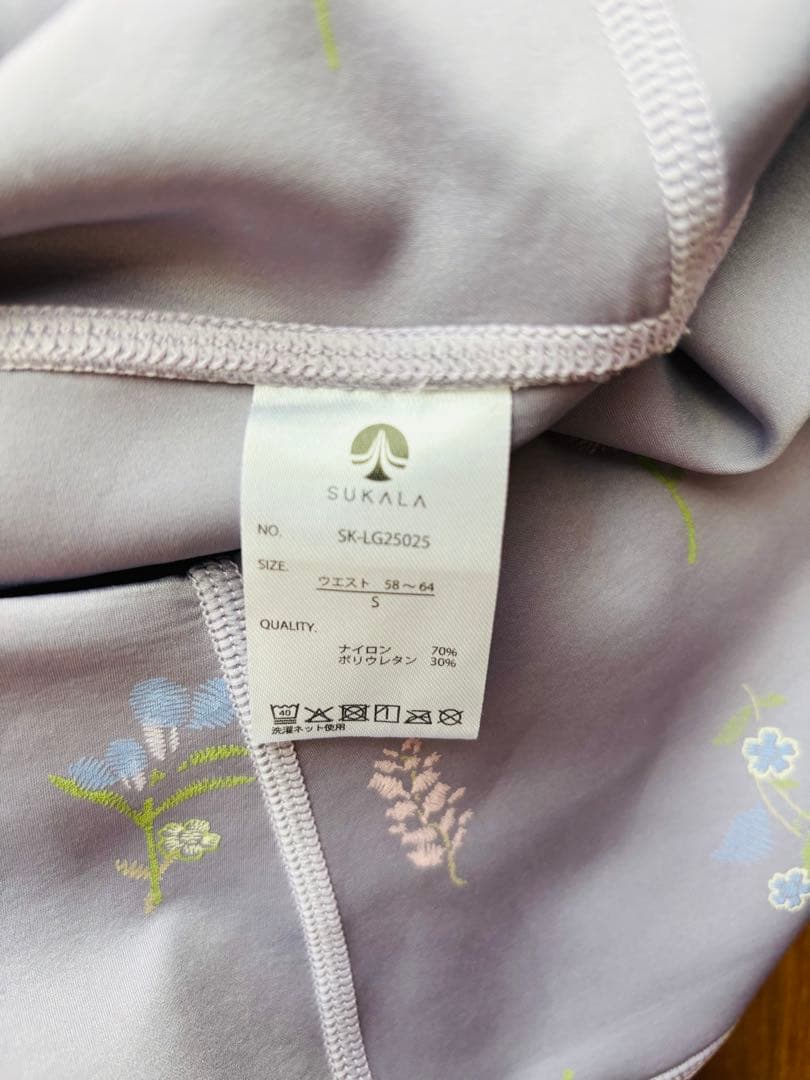 SUKALA
NO. SK-LG25025
SIZE. ウエスト 58～64
S
QUALITY.
ナイロン 70%
ポリウレタン 30%
40
洗濯ネット使用